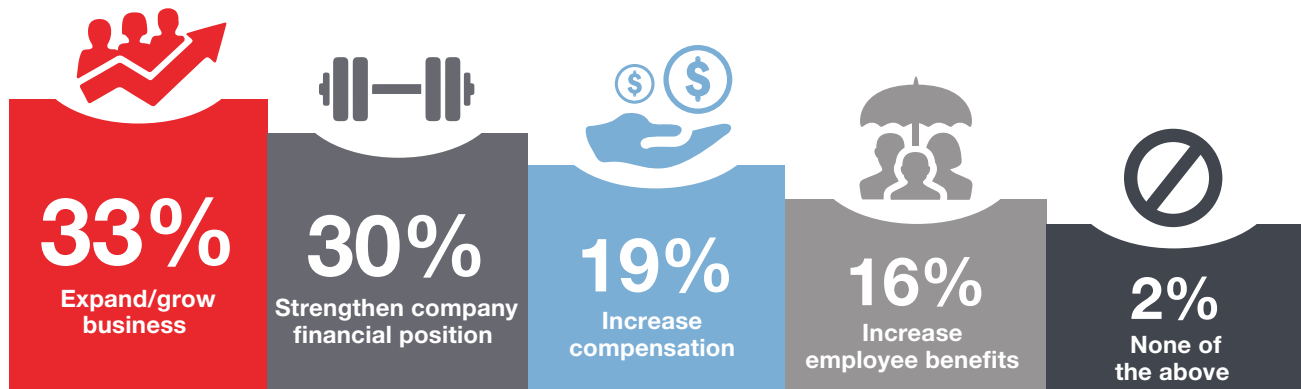 $ $
33%
Expand/grow
business
30%
Strengthen company
financial position
19%
Increase
compensation
16%
Increase
employee benefits
2%
None of
the above